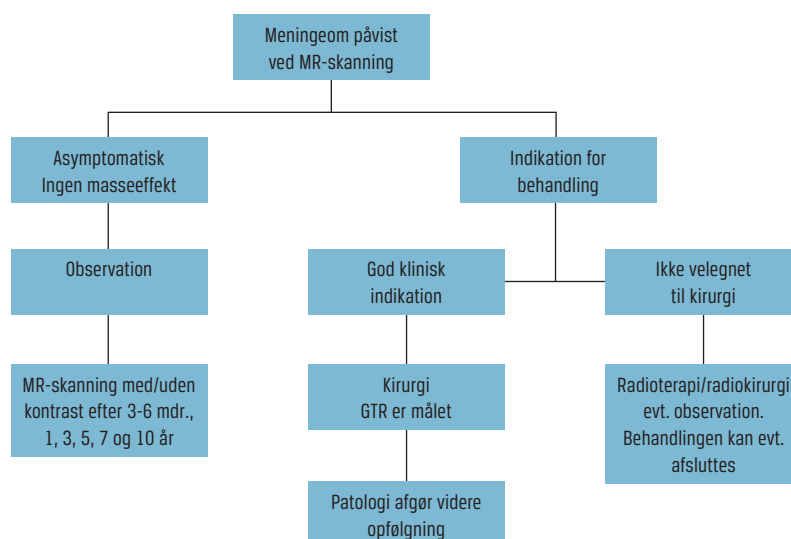 Meningeom påvist
ved MR-skanning
Asymptomatisk
Ingen masseeffekt
Indikation for
behandling
Observation
God klinisk
indikation
Ikke velegnet
til kirurgi
MR-skanning med/uden
kontrast efter 3-6 mdr.,
1, 3, 5, 7 og 10 år
Kirurgi
GTR er målet
Radioterapi/radiokirurgi
evt. observation.
Behandlingen kan evt.
afsluttes
Patologi afgør videre
opfølgning